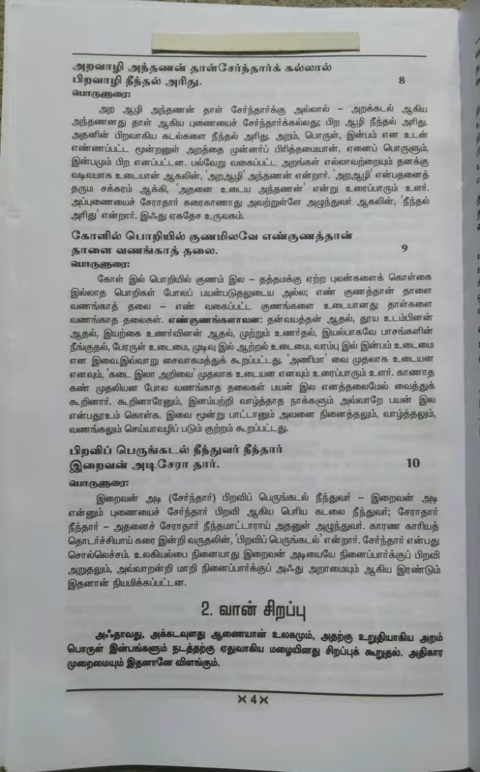 அறவாழி அந்தணன் தாள்சேர்ந்தார்க் கல்லால்
பிறவாழி நீந்தல் அரிது. 8
பொருளுரை:
அற ஆழி அந்தணன் தாள் சேர்ந்தார்க்கு அல்லால் – அறக்கடல் ஆகிய
அந்தணனது தாள் ஆகிய புணையைச் சேர்ந்தார்க்கல்லது; பிற ஆழி நீந்தல் அரிது.
அதனின் பிறவாகிய கடல்களை நீந்தல் அரிது. அறம், பொருள், இன்பம் என உடன்
எண்ணப்பட்ட மூன்றனுள் அறத்தை முன்னர்ப் பிரித்தமையான், ஏனைப் பொருளும்,
இன்பமும் பிற எனப்பட்டன. பல்வேறு வகைப்பட்ட அறங்கள் எல்லாவற்றையும் தனக்கு
வடிவமாக உடையான் ஆகலின், 'அறஆழி' அந்தணன் என்றார். 'அறஆழி' என்பதனைத்
தரும சக்கரம் ஆக்கி, 'அதனை உடைய அந்தணன்' என்று உரைப்பாரும் உளர்.
அப்புணையைச் சேராதார் கரைகாணாது அவற்றுள்ளே அழுந்துவர் ஆகலின், 'நீந்தல்
அரிது' என்றார். இஃது ஏகதேச உருவகம்.
கோளில் பொறியில் குணமிலவே எண்குணத்தான்
தாளை வணங்காத் தலை. 9
பொருளுரை:
கோள் இல் பொறியில் குணம் இல – தத்தமக்கு ஏற்ற புலன்களைக் கொள்கை
இல்லாத பொறிகள் போலப் பயன்படுதலுடைய அல்ல; எண் குணத்தான் தாளை
வணங்காத் தலை – எண் வகைப்பட்ட குணங்களை உடையானது தாள்களை
வணங்காத தலைகள். எண்குணங்களாவன: தன்வயத்தன் ஆதல், தூய உடம்பினன்
ஆதல், இயற்கை உணர்வினன் ஆதல், முற்றும் உணர்தல், இயல்பாகவே பாசங்களின்
நீங்குதல், பேரருள் உடைமை, முடிவு இல் ஆற்றல் உடைமை, வரம்பு இல் இன்பம் உடைமை
என இவை.இவ்வாறு சைவாகமத்துக் கூறப்பட்டது. 'அணிமா' வை முதலாக உடையன
எனவும், 'கடை இலா அறிவை' முதலாக உடையன எனவும் உரைப்பாரும் உளர். காணாத
கண் முதலியன போல வணங்காத தலைகள் பயன் இல எனத்தலைமேல் வைத்துக்
கூறினார். கூறினாரேனும், இனம்பற்றி வாழ்த்தாத நாக்களும் அவ்வாறே பயன் இல
என்பதூஉம் கொள்க. இவை மூன்று பாட்டானும் அவனை நினைத்தலும், வாழ்த்தலும்,
வணங்கலும் செய்யாவழிப் படும் குற்றம் கூறப்பட்டது.
பிறவிப் பெருங்கடல் நீந்துவர் நீந்தார்
இறைவன் அடிசேரா தார். 10
பொருளுரை:
இறைவன் அடி (சேர்ந்தார்) பிறவிப் பெருங்கடல் நீந்துவர் – இறைவன் அடி
என்னும் புணையைச் சேர்ந்தார் பிறவி ஆகிய பெரிய கடலை நீந்துவர்; சேராதார்
நீந்தார் – அதனைச் சேராதார் நீந்தமாட்டாராய் அதனுள் அழுந்துவர். காரண காரியத்
தொடர்ச்சியாய் கரை இன்றி வருதலின், 'பிறவிப் பெருங்கடல்' என்றார். சேர்ந்தார் என்பது
சொல்லெச்சம். உலகியல்பை நினையாது இறைவன் அடியையே நினைப்பார்க்குப் பிறவி
அறுதலும், அவ்வாறன்றி மாறி நினைப்பார்க்குப் அஃது அறாமையும் ஆகிய இரண்டும்
இதனான் நியமிக்கப்பட்டன.
2. வான் சிறப்பு
அஃதாவது, அக்கடவுளது ஆணையான் உலகமும், அதற்கு உறுதியாகிய அறம்
பொருள் இன்பங்களும் நடத்தற்கு ஏதுவாகிய மழையினது சிறப்புக் கூறுதல். அதிகார
முறைமையும் இதனானே விளங்கும்.
4